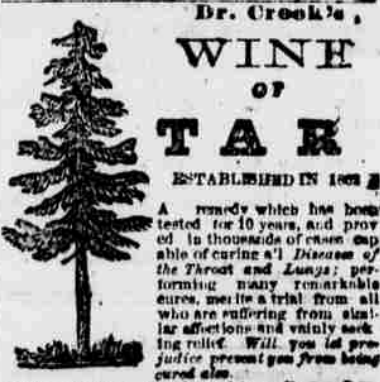 Dr. Crook's
WINE
OF
TAR
ESTABLISHED IN 1862
A remedy which has been
tested for 10 years, and prov
ed in thousands of cases cap
able of curing a'l Diseases of
the Throat and Lungs; per-
forming many remarkable
cures, merits a trial from all
who are suffering from simi-
lar affections and vainly seek
ing relief. Will you let pre-
judice prevent you from being
cured also.